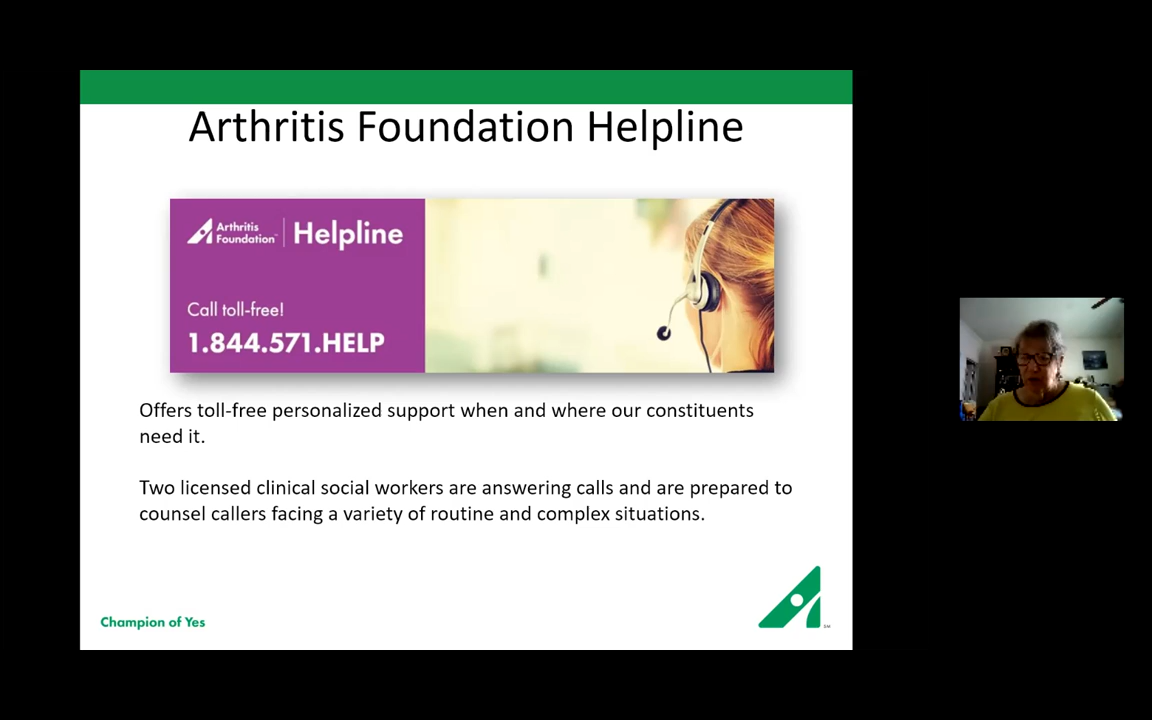 Arthritis Foundation Helpline
Arthritis
Foundation
Helpline
Call toll-free!
1.844.571.HELP
Offers toll-free personalized support when and where our constituents
need it.
Two licensed clinical social workers are answering calls and are prepared to
counsel callers facing a variety of routine and complex situations.
Champion of Yes